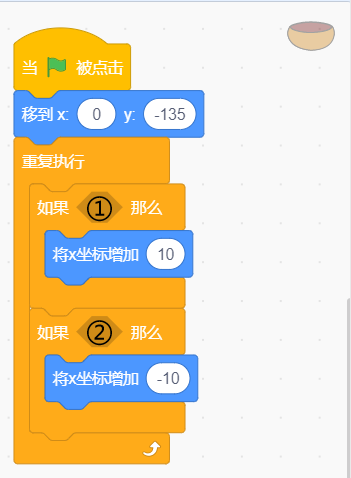 当 被点击
移到 x: 0 y: -135
重复执行
如果 ① 那么
将x坐标增加 10
如果 ② 那么
将x坐标增加 -10